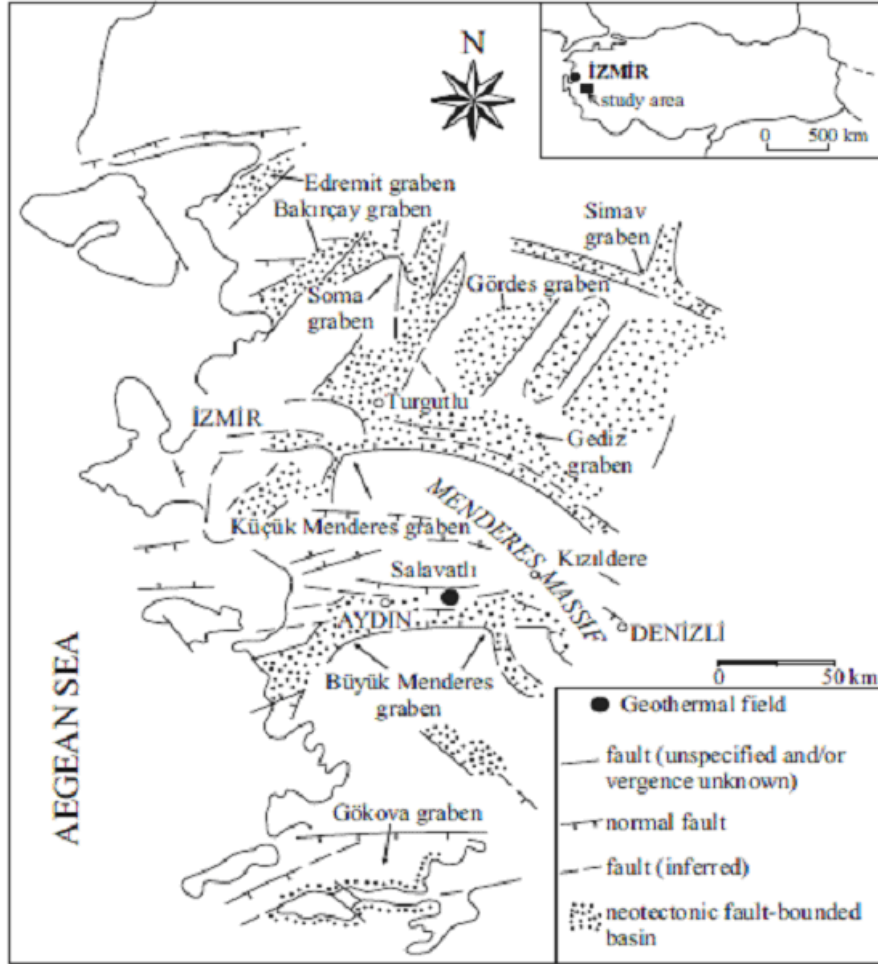 N
İZMİR
study area
0 500 km
Edremit graben
Bakırçay graben
Simav
graben
Soma
graben
Gördes graben
Turgutlu
İZMİR
Gediz
graben
MENDERES MASSIF
Küçük Menderes graben
Kızıldere
Salavatlı
AYDIN
DENİZLİ
0 50 km
Büyük Menderes
graben
AEGEAN SEA
Gökova graben
Geothermal field
fault (unspecified and/or
vergence unknown)
normal fault
fault (inferred)
neotectonic fault-bounded
basin